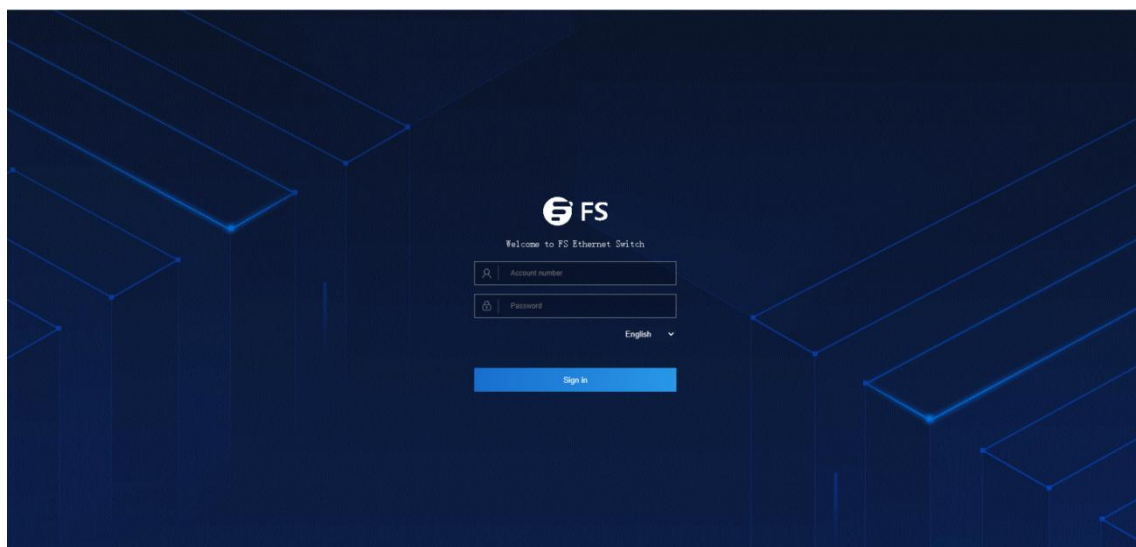 FS
Welcome to FS Ethernet Switch
Account number
Password
English
Sign in